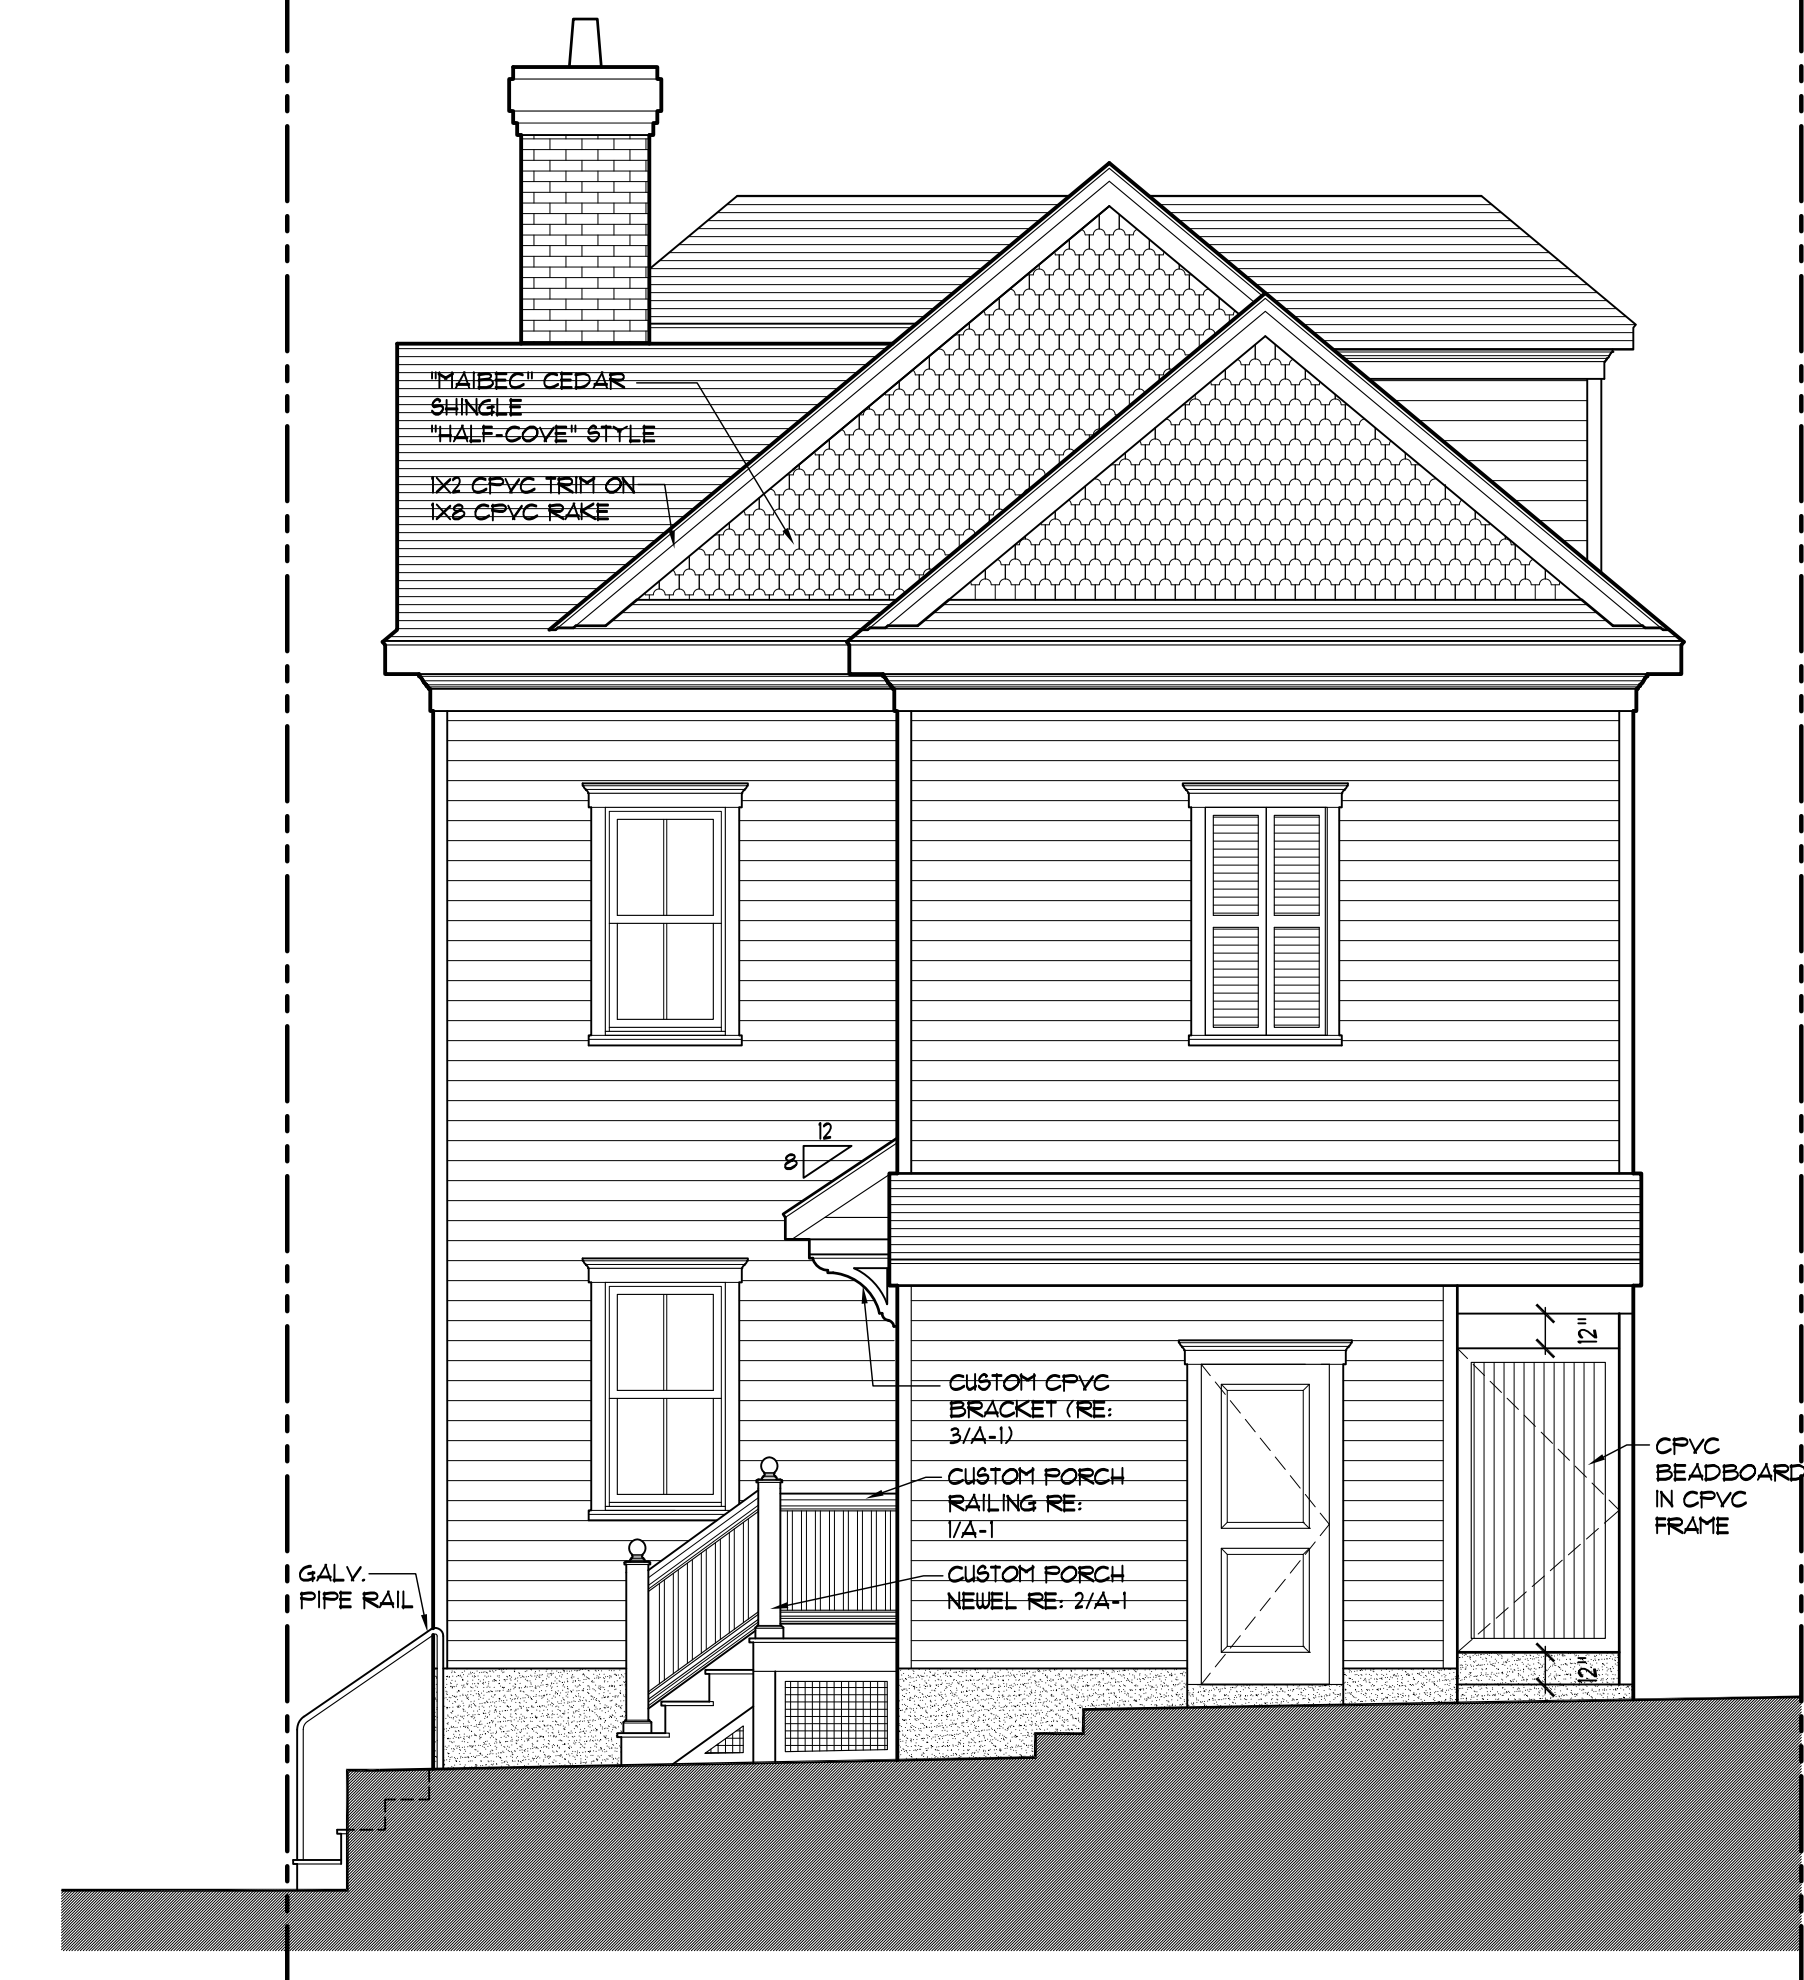 "MAIBEC" CEDAR
SHINGLE
"HALF-COVE" STYLE
1X2 CPVC TRIM ON
1X8 CPVC RAKE
12
8
12"
CUSTOM CPVC
BRACKET (RE:
3/A-1)
CUSTOM PORCH
RAILING RE:
1/A-1
CUSTOM PORCH
NEWEL RE: 2/A-1
CPVC
BEADBOARD
IN CPVC
FRAME
GALV.
PIPE RAIL
12"